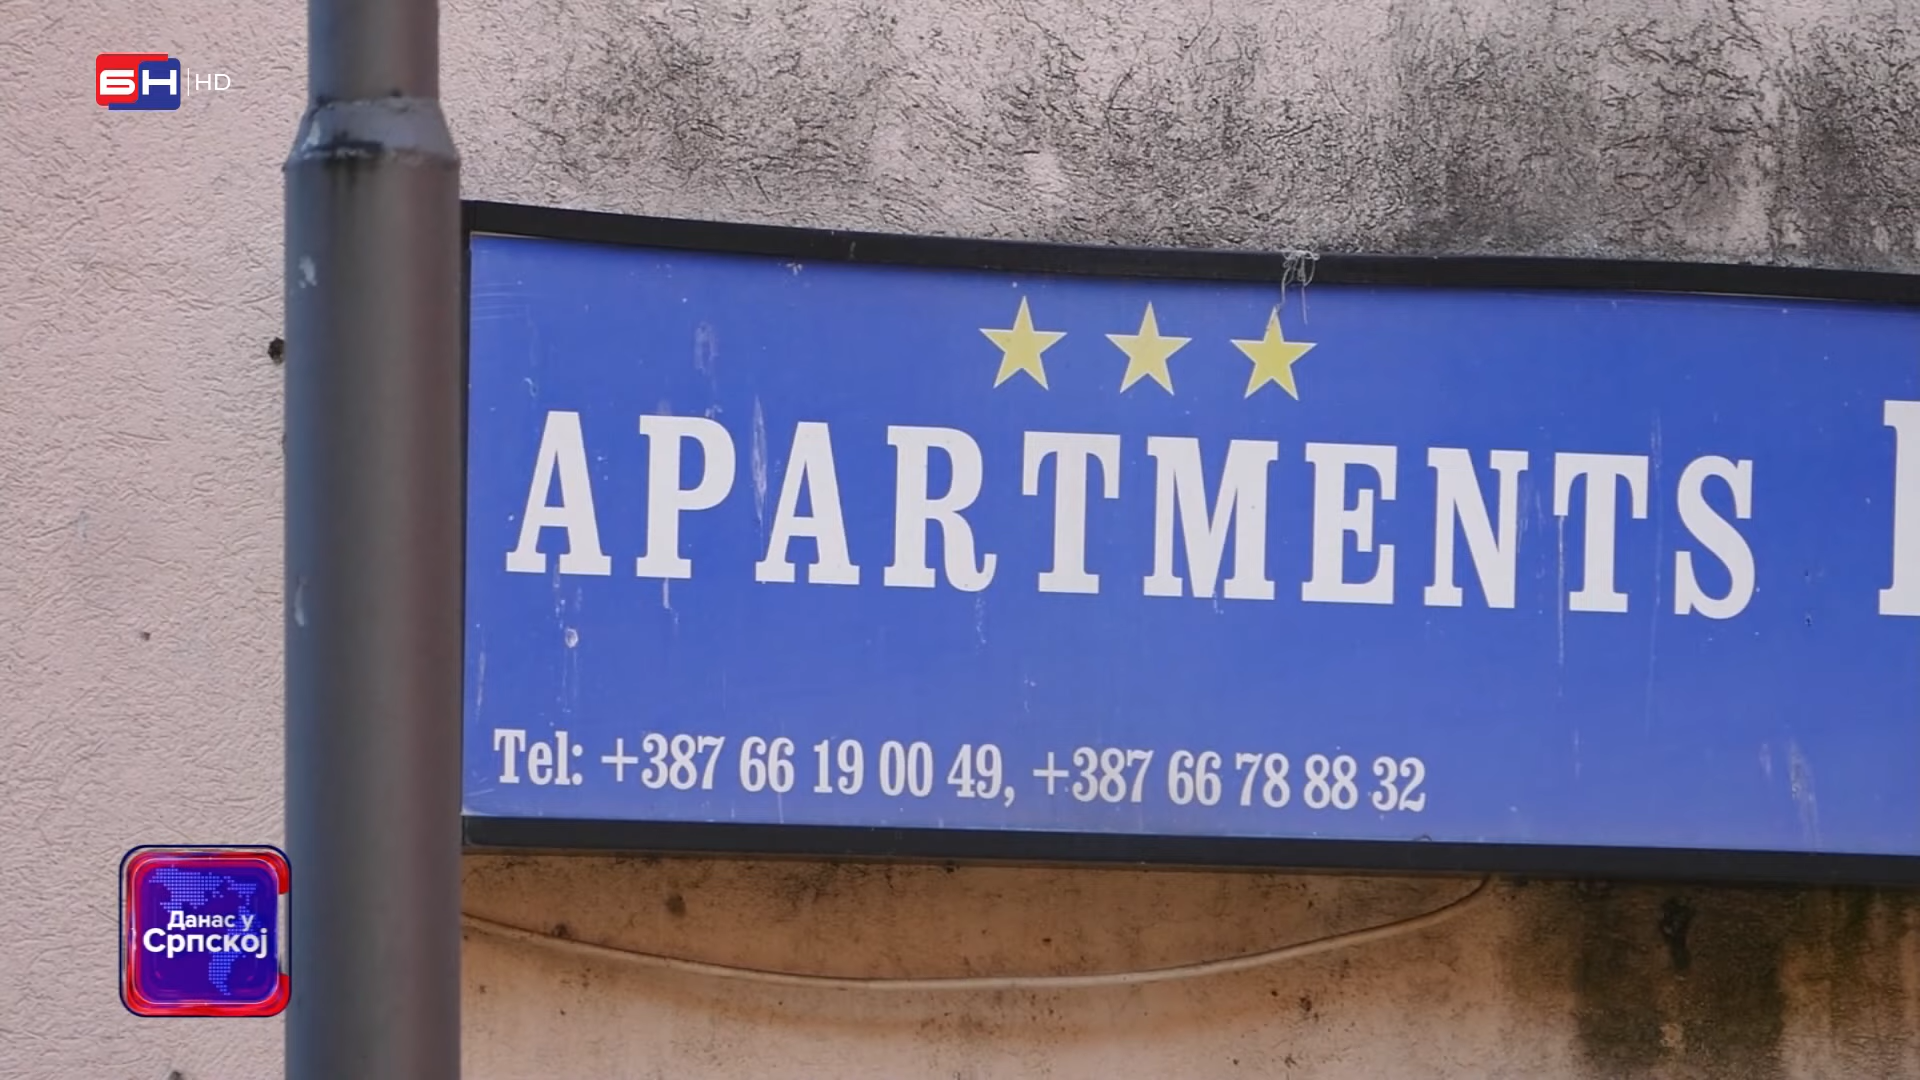 БН HD
APARTMENTS
Tel: +387 66 19 00 49, +387 66 78 88 32
Данас у
Српској